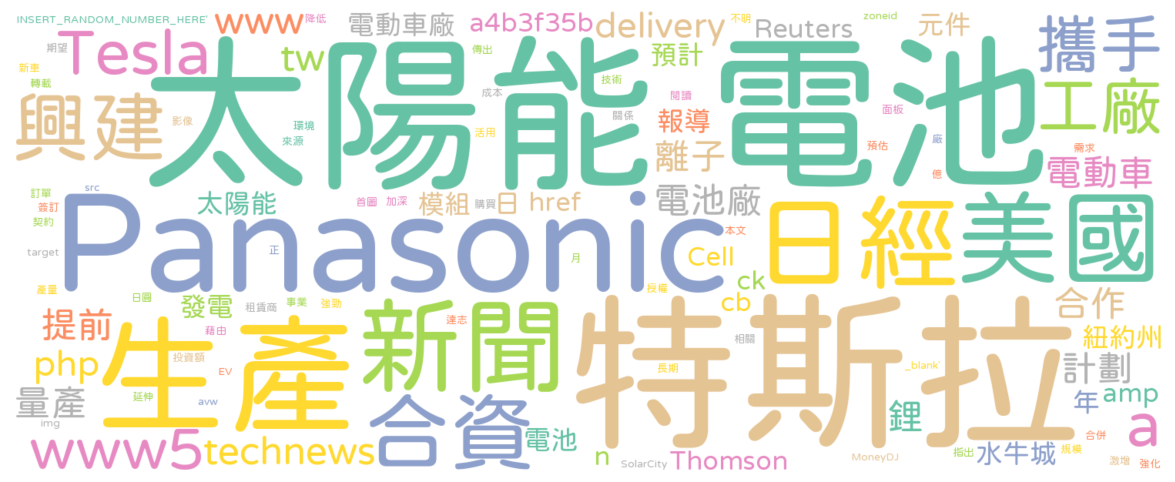 INSERT_RANDOM_NUMBER_HERE'
www
降低
電動車廠
a4b3f35b
delivery
不明
zoneid
元件
攜手
期望
Tesla
tw
太陽能
電池
傳出
預計
Reuters
新車
轉載
技術
工廠
興建
影像
環境
來源
成本
活用
關係
閱讀
報導
面板
離子
預估
廠
需求
億
電動車
訂單
src
簽訂
契約
太陽能
首圖
加深
模組
購買
日
href
電池廠
Panasonic
本文
日經
美國
target
正
月
Cell
ck
產量
日圓
發電
租賃商
事業
強勁
授權
cb
合作
提前
藉由
達志
新聞
特斯拉
相關
紐約州
php
生產
投資額
EV
長期
_blank'
計劃
量產
延伸
avw
合資
鋰
年
amp
img
www5
technews
電池
n
SolarCity
Thomson
MoneyDJ
指出
水牛城
規模
合併
a
激增
強化